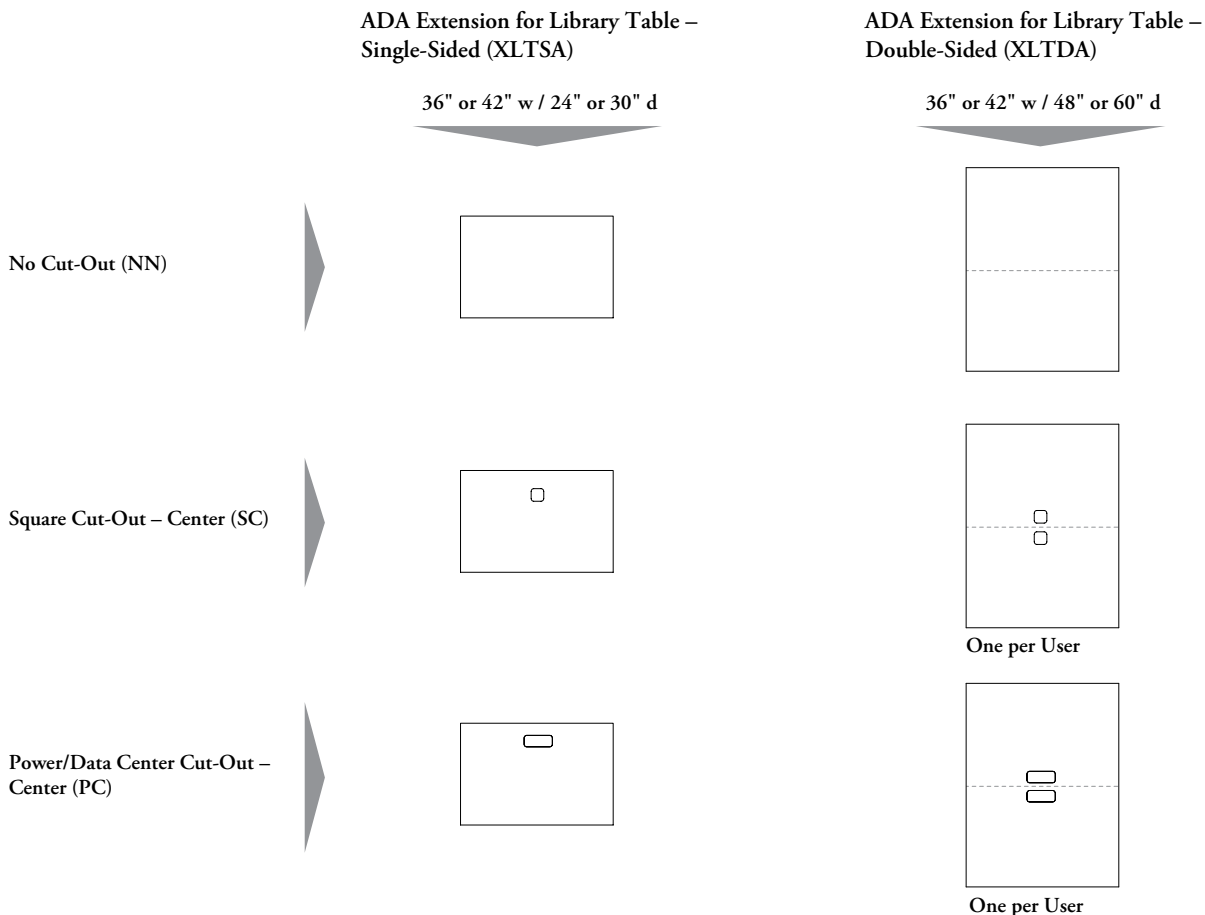 ADA Extension for Library Table –
Single-Sided (XLTSA)
36" or 42" w / 24" or 30" d
ADA Extension for Library Table –
Double-Sided (XLTDA)
36" or 42" w / 48" or 60" d
No Cut-Out (NN)
Square Cut-Out – Center (SC)
One per User
Power/Data Center Cut-Out –
Center (PC)
One per User